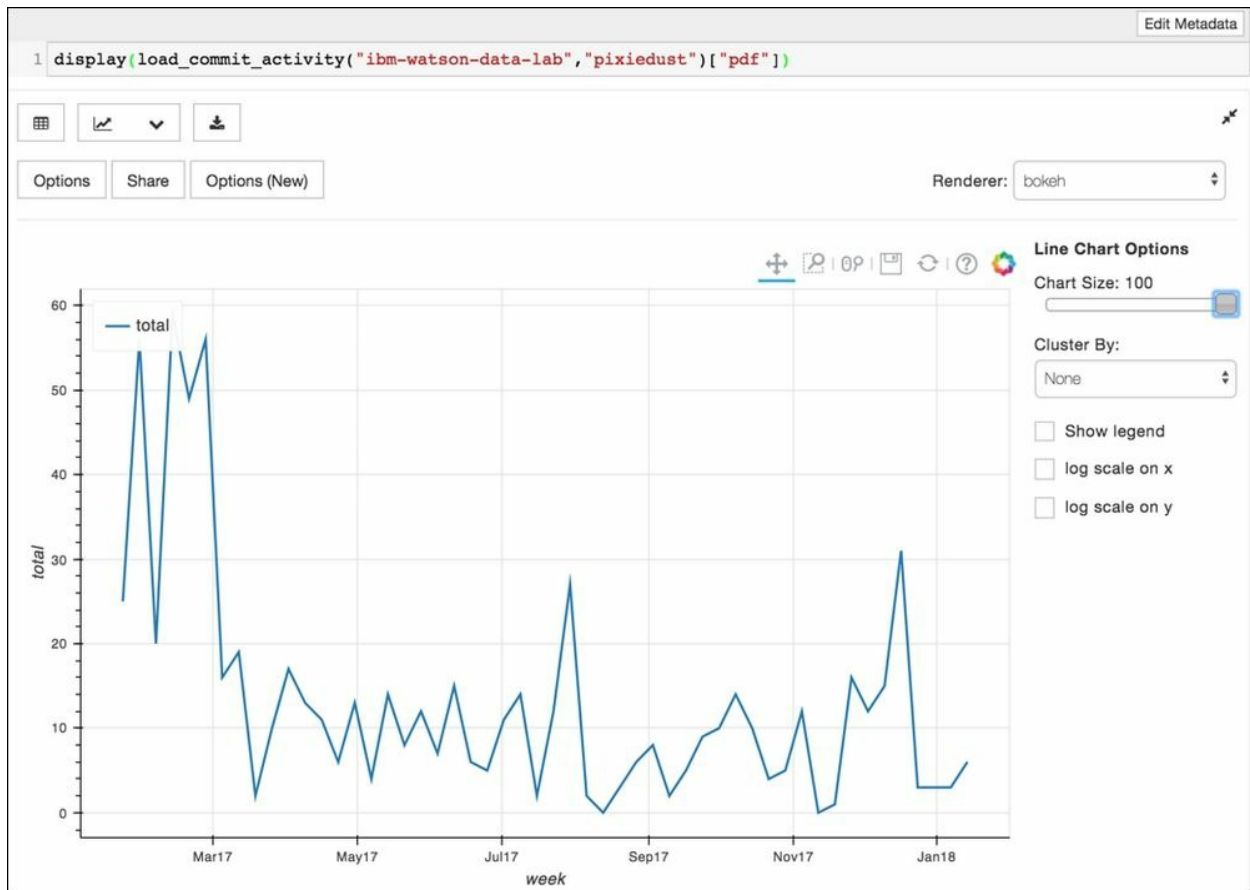 Edit Metadata
1 display(load_commit_activity("ibm-watson-data-lab","pixiedust")["pdf"])
Options Share Options (New) Renderer: bokeh
Line Chart Options
Chart Size: 100
Cluster By:
None
Show legend
log scale on x
log scale on y
total
60
50
40
30
20
10
0
total
Mar17 May17 Jul17 Sep17 Nov17 Jan18
week